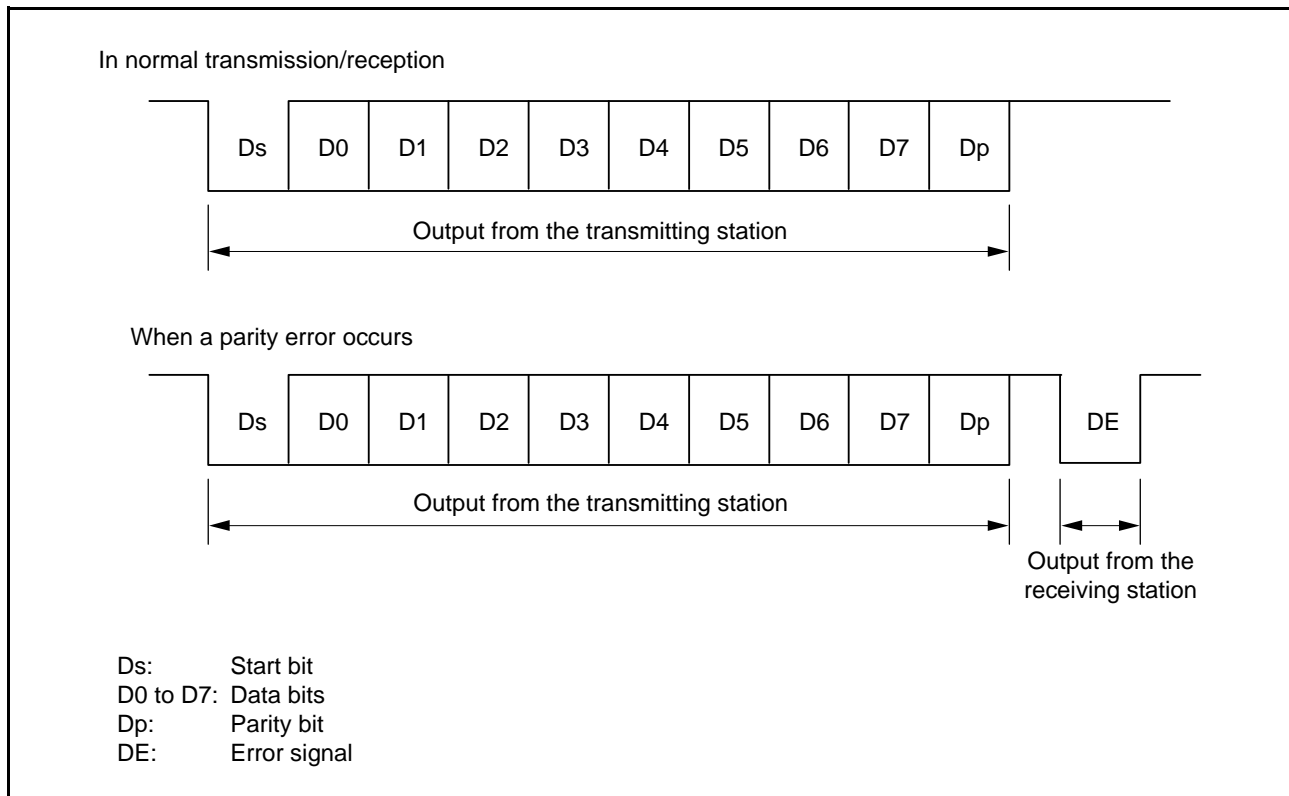 In normal transmission/reception
Ds D0 D1 D2 D3 D4 D5 D6 D7 Dp
Output from the transmitting station
When a parity error occurs
Ds D0 D1 D2 D3 D4 D5 D6 D7 Dp DE
Output from the transmitting station
Output from the
receiving station
Ds: Start bit
D0 to D7: Data bits
Dp: Parity bit
DE: Error signal